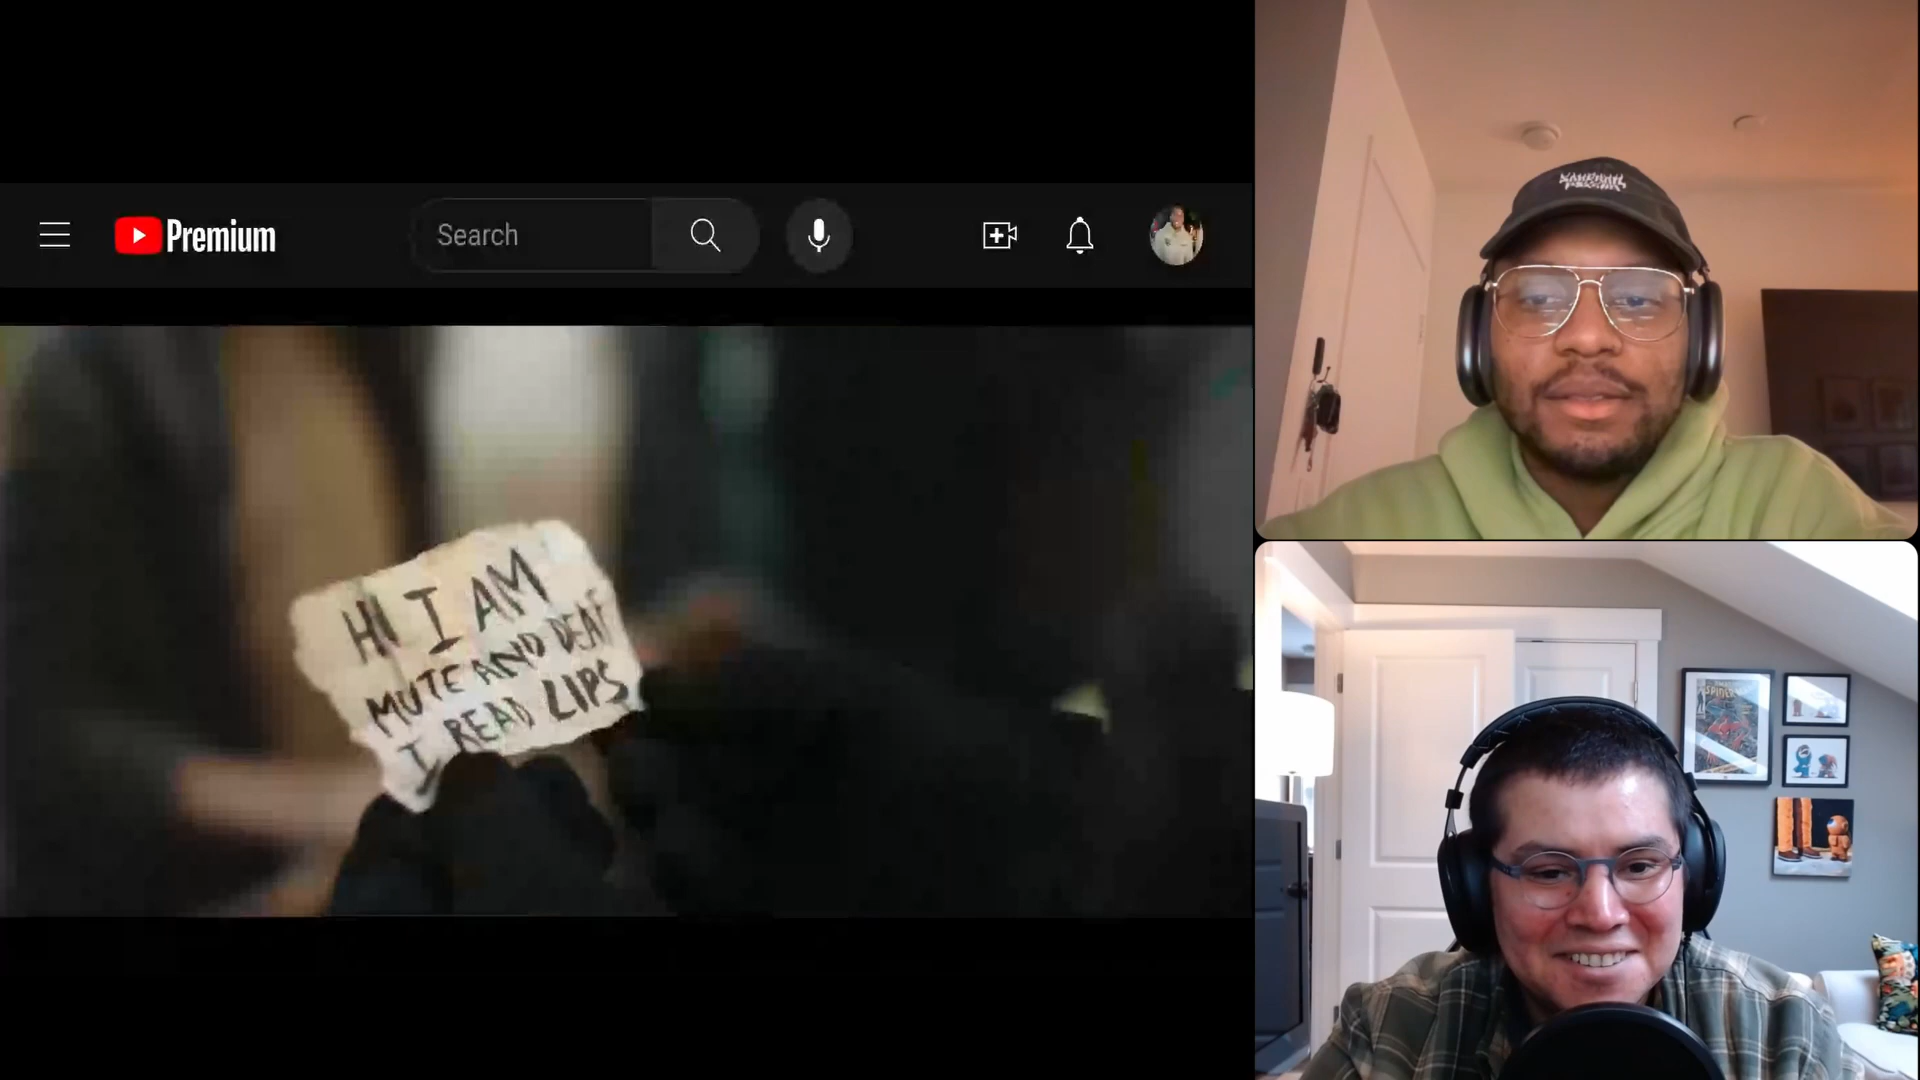 Premium
Search
HI I AM
MUTE AND DEAF
I READ LIPS